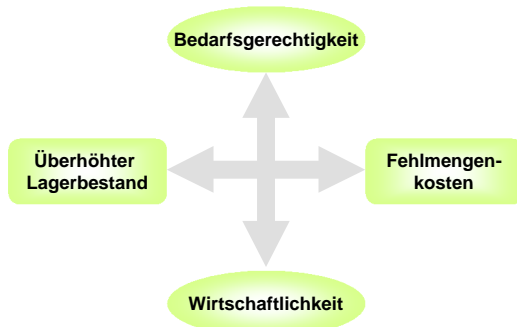 Bedarfsgerechtigkeit
Überhöhter
Lagerbestand
Fehlmengen-
kosten
Wirtschaftlichkeit